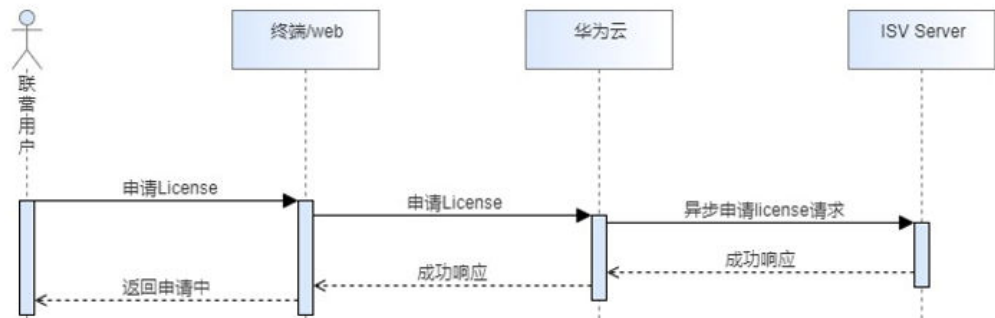 终端/web
华为云
ISV Server
联营用户
申请License
申请License
异步申请license请求
成功响应
成功响应
返回申请中